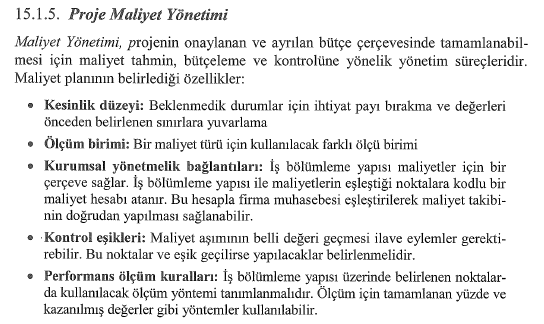 15.1.5. Proje Maliyet Yönetimi
Maliyet Yönetimi, projenin onaylanan ve ayrılan bütçe çerçevesinde tamamlanabil-
mesi için maliyet tahmin, bütçeleme ve kontrolüne yönelik yönetim süreçleridir.
Maliyet planının belirlediği özellikler:
• Kesinlik düzeyi: Beklenmedik durumlar için ihtiyat payı bırakma ve değerleri
önceden belirlenen sınırlara yuvarlama
• Ölçüm birimi: Bir maliyet türü için kullanılacak farklı ölçü birimi
• Kurumsal yönetmelik bağlantıları: İş bölümleme yapısı maliyetler için bir
çerçeve sağlar. İş bölümleme yapısı ile maliyetlerin eşleştiği noktalara kodlu bir
maliyet hesabı atanır. Bu hesapla firma muhasebesi eşleştirilerek maliyet takibi-
nin doğrudan yapılması sağlanabilir.
• Kontrol eşikleri: Maliyet aşımının belli değeri geçmesi ilave eylemler gerekti-
rebilir. Bu noktalar ve eşik geçilirse yapılacaklar belirlenmelidir.
• Performans ölçüm kuralları: İş bölümleme yapısı üzerinde belirlenen noktalar-
da kullanılacak ölçüm yöntemi tanımlanmalıdır. Ölçüm için tamamlanan yüzde ve
kazanılmış değerler gibi yöntemler kullanılabilir.